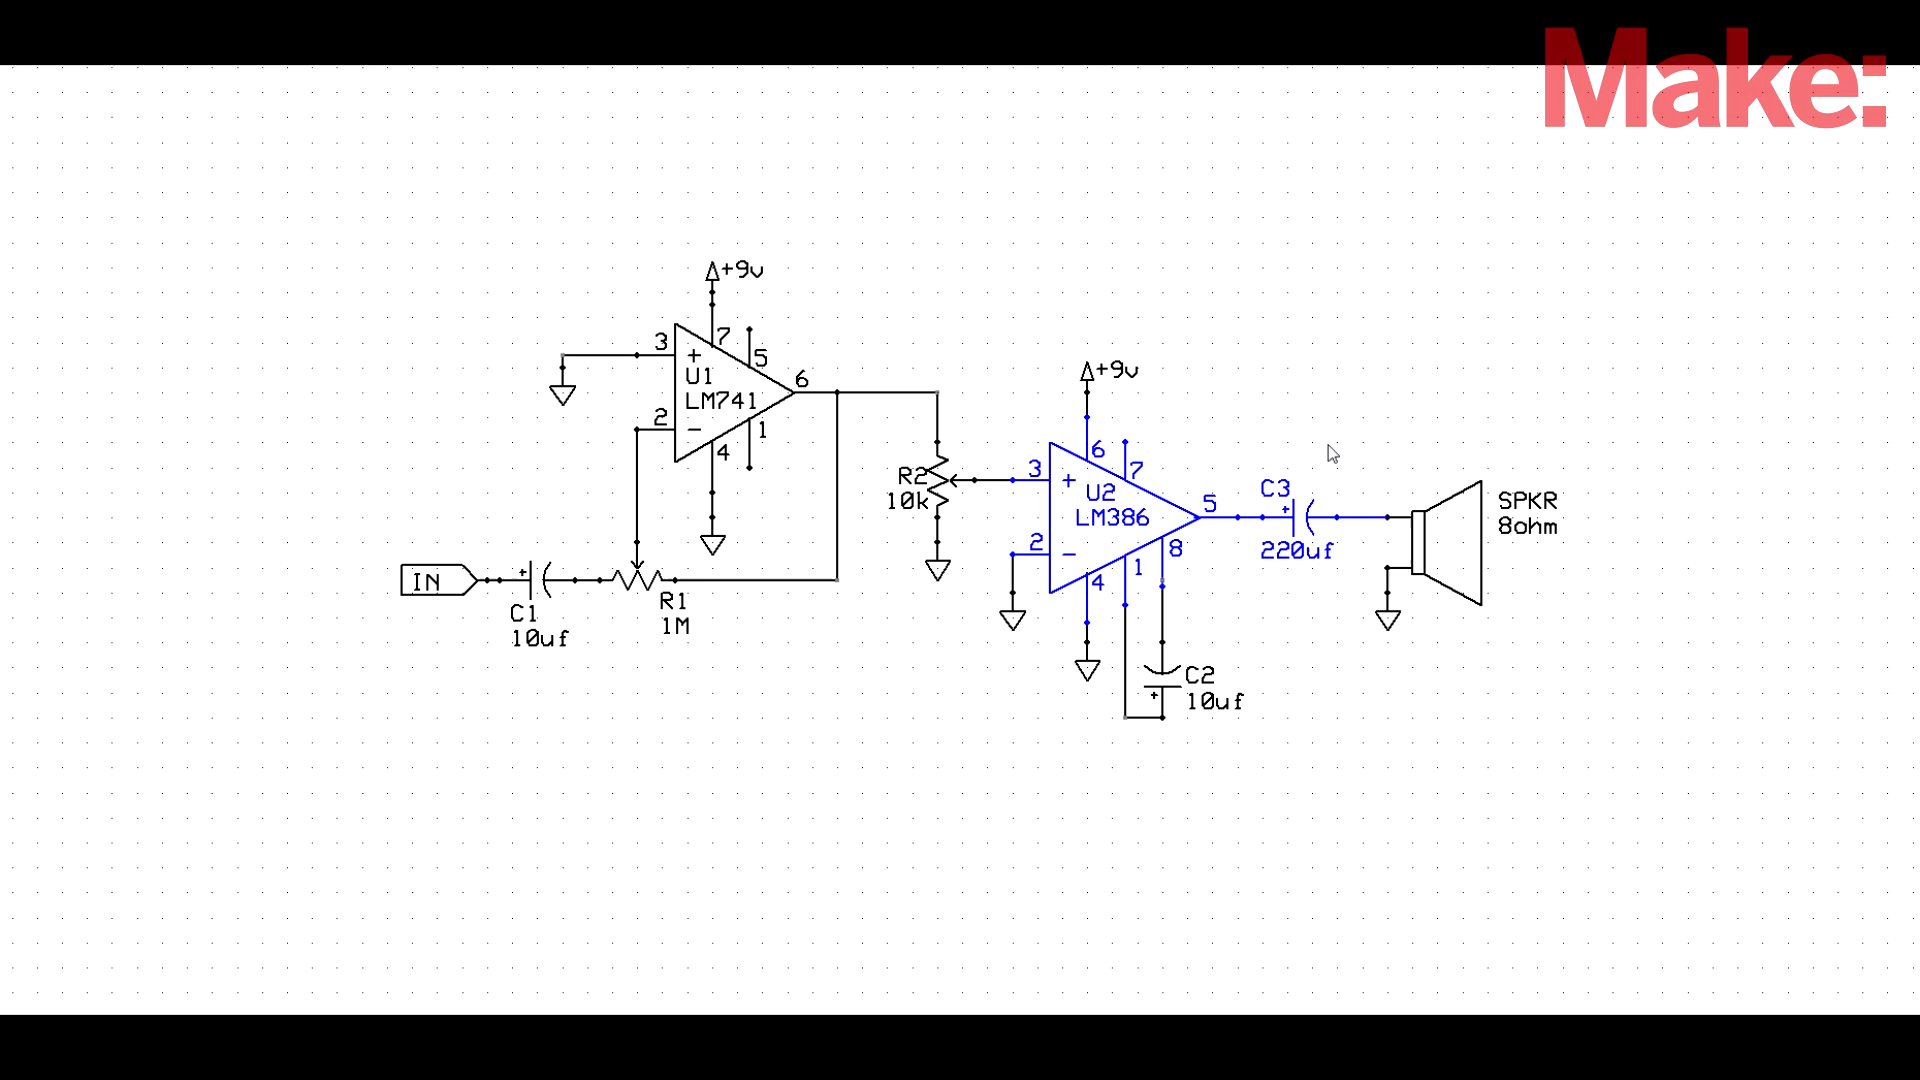 Make:
+9v
3
7
5
+
U1
LM741
6
2
-
1
4
+9v
6
7
3
+
R2
10k
U2
LM386
5
C3
+
220uf
SPKR
8ohm
2
-
8
1
4
IN
+
C1
10uf
R1
1M
C2
+
10uf